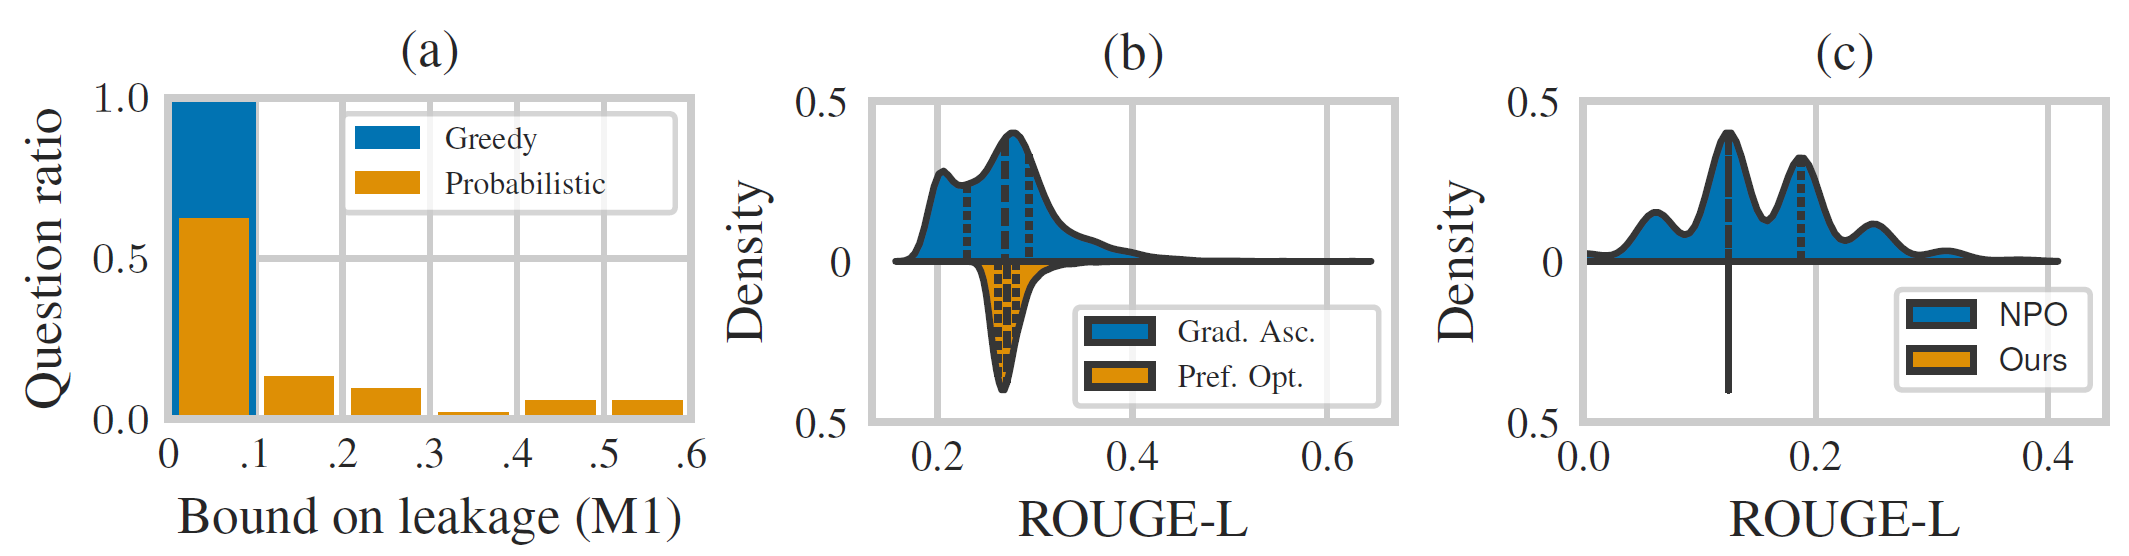 (a)
1.0
0.5
0.0
Question ratio
Greedy
Probabilistic
0 .1 .2 .3 .4 .5 .6
Bound on leakage (M1)
(b)
0.5
0
0.5
Density
Grad. Asc.
Pref. Opt.
0.2 0.4 0.6
ROUGE-L
(c)
0.5
0
0.5
Density
NPO
Ours
0.0 0.2 0.4
ROUGE-L